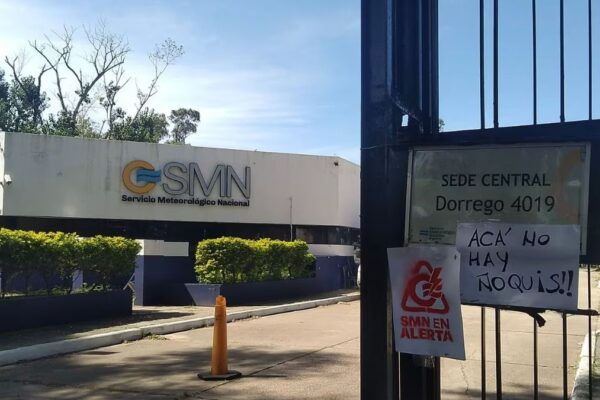 SMN
Servicio Meteorológico Nacional
SEDE CENTRAL
Dorrego 4019
ACÁ NO
HAY
ÑOQUIS!!
SMN EN
ALERTA